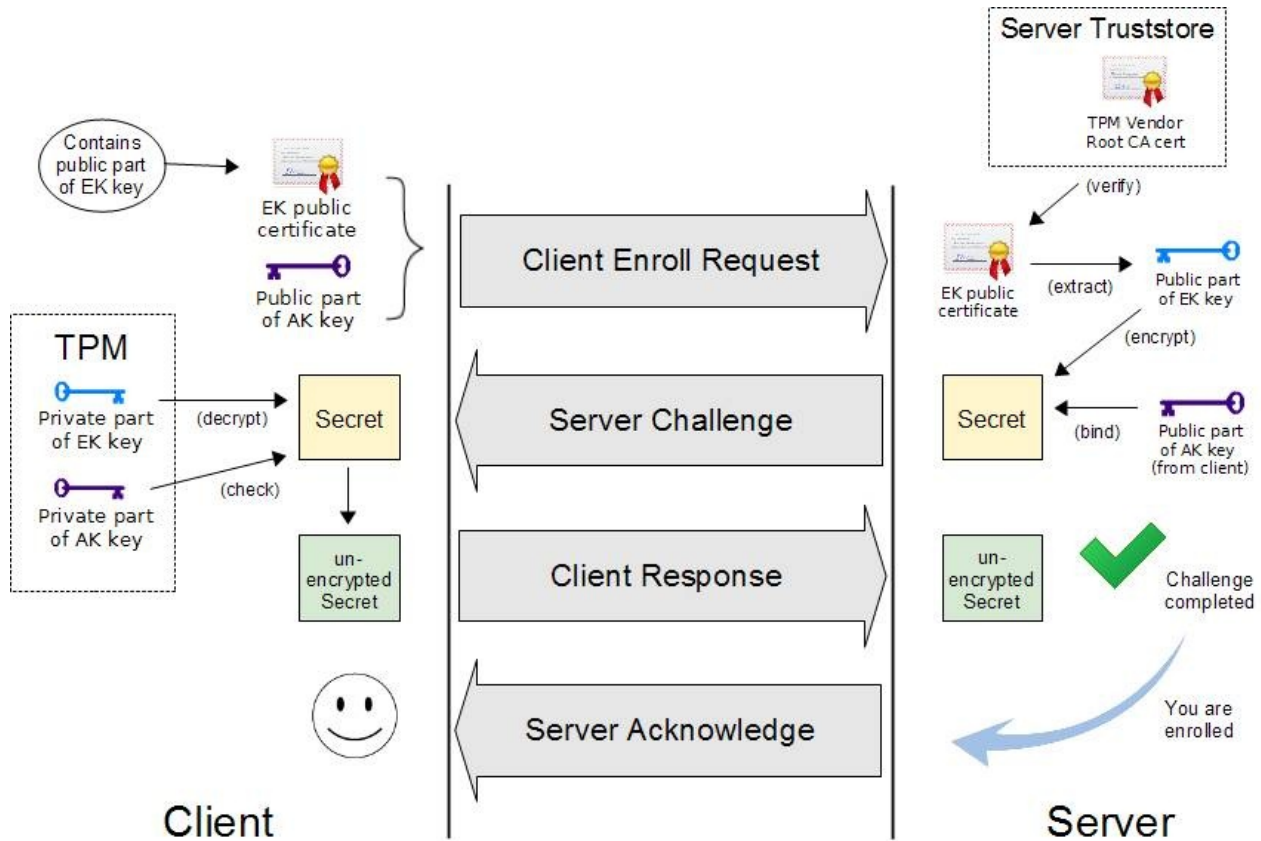 Server Truststore
TPM Vendor
Root CA cert
Contains
public part
of EK key
EK public
certificate
Public part
of AK key
Client Enroll Request
(verify)
EK public
certificate
(extract)
Public part
of EK key
(encrypt)
TPM
Private part
of EK key
(decrypt)
Secret
Private part
of AK key
(check)
Server Challenge
Secret
(bind)
Public part
of AK key
(from client)
un-
encrypted
Secret
Client Response
un-
encrypted
Secret
Challenge
completed
Server Acknowledge
You are
enrolled
Client
Server